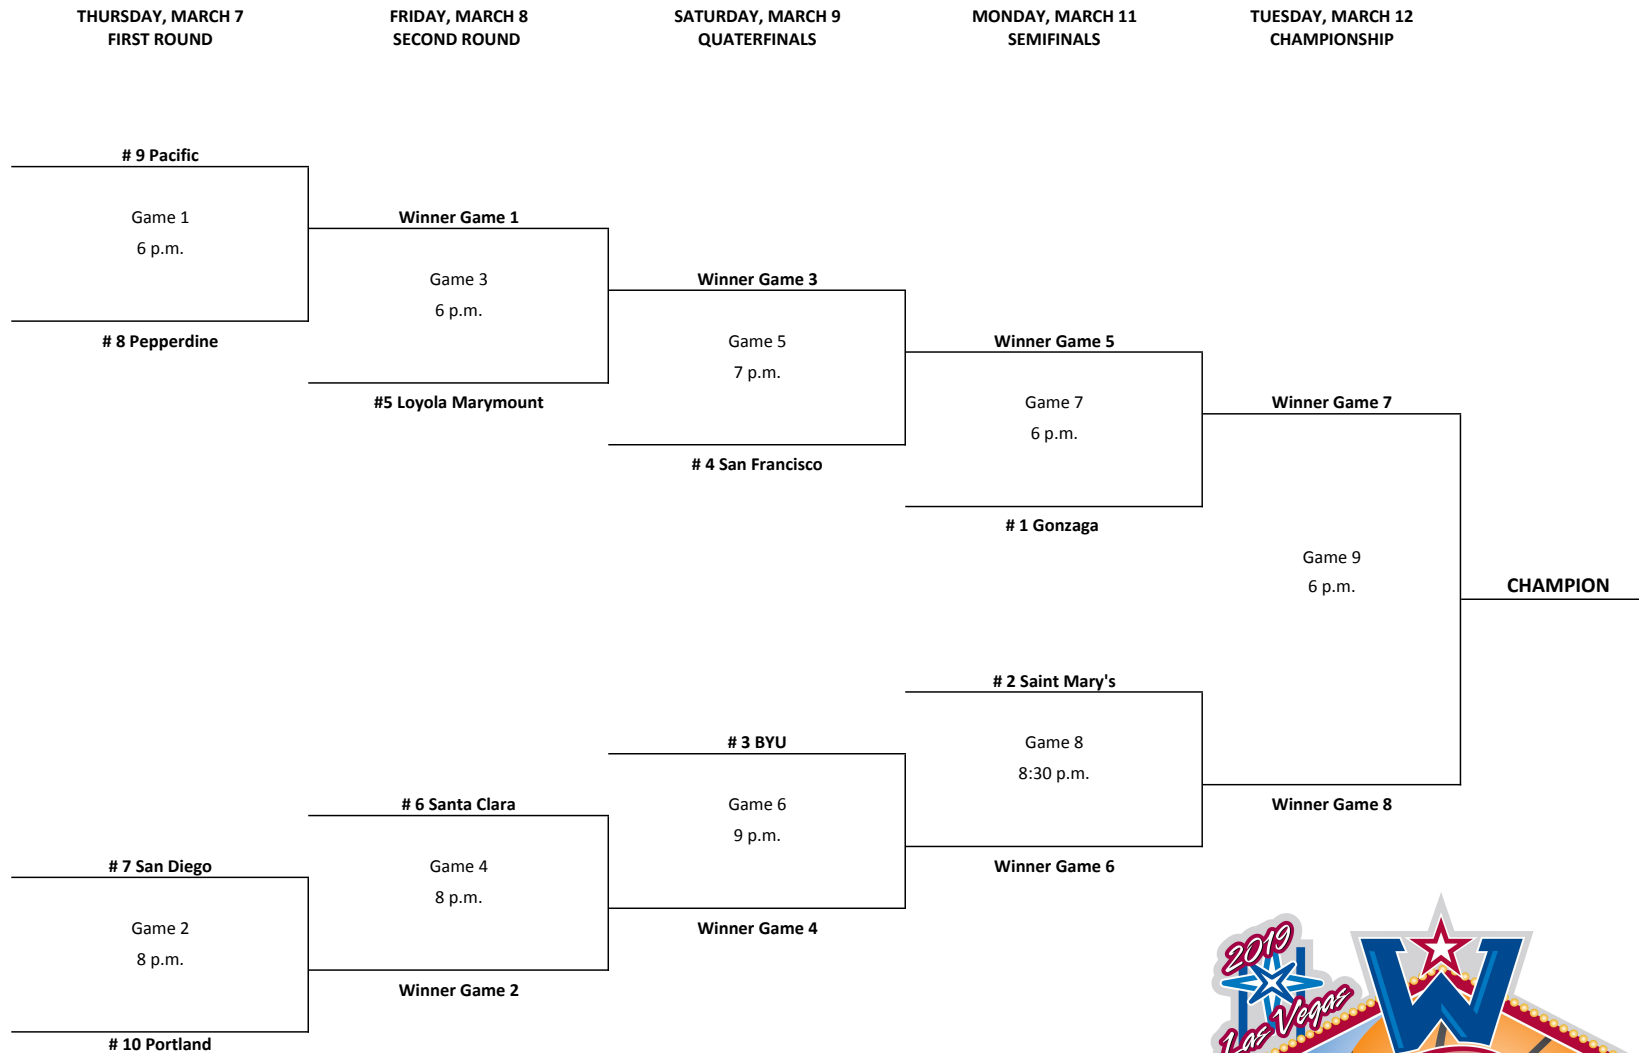 THURSDAY, MARCH 7
FIRST ROUND
FRIDAY, MARCH 8
SECOND ROUND
SATURDAY, MARCH 9
QUATERFINALS
MONDAY, MARCH 11
SEMIFINALS
TUESDAY, MARCH 12
CHAMPIONSHIP
# 9 Pacific
Game 1
6 p.m.
# 8 Pepperdine
Winner Game 1
Game 3
6 p.m.
#5 Loyola Marymount
Winner Game 3
Game 5
7 p.m.
# 4 San Francisco
Winner Game 5
Game 7
6 p.m.
# 1 Gonzaga
Winner Game 7
Game 9
6 p.m.
CHAMPION
# 2 Saint Mary's
Game 8
8:30 p.m.
Winner Game 8
# 3 BYU
Game 6
9 p.m.
Winner Game 6
# 6 Santa Clara
Game 4
8 p.m.
Winner Game 4
# 7 San Diego
Game 2
8 p.m.
Winner Game 2
# 10 Portland
2019
Las Vegas
W